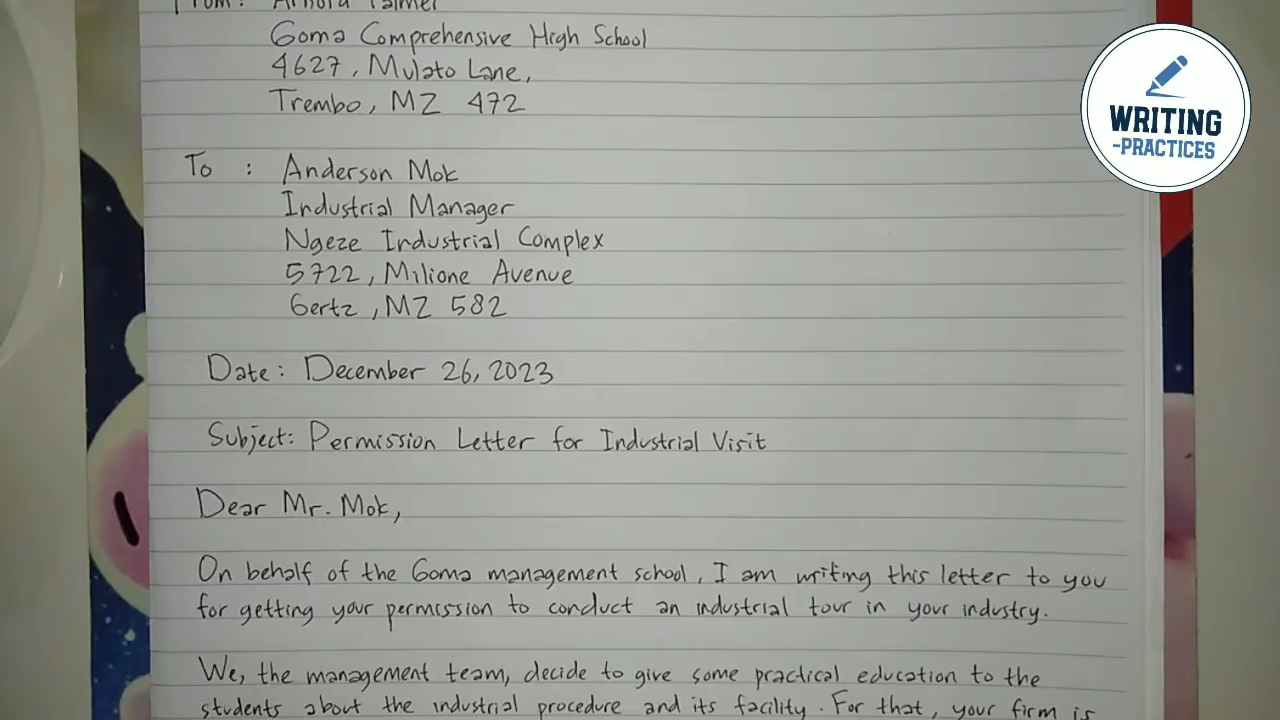 From: Arnold Palmer
Goma Comprehensive High School
4627, Mulato Lane,
Trembo, MZ 472
To : Anderson Mok
Industrial Manager
Ngeze Industrial Complex
5722, Milione Avenue
Gertz, MZ 582
Date: December 26, 2023
Subject: Permission Letter for Industrial Visit
Dear Mr. Mok,
On behalf of the Goma management school, I am writing this letter to you
for getting your permission to conduct an industrial tour in your industry.
We, the management team, decide to give some practical education to the
students about the industrial procedure and its facility. For that, your firm is
WRITING
-PRACTICES